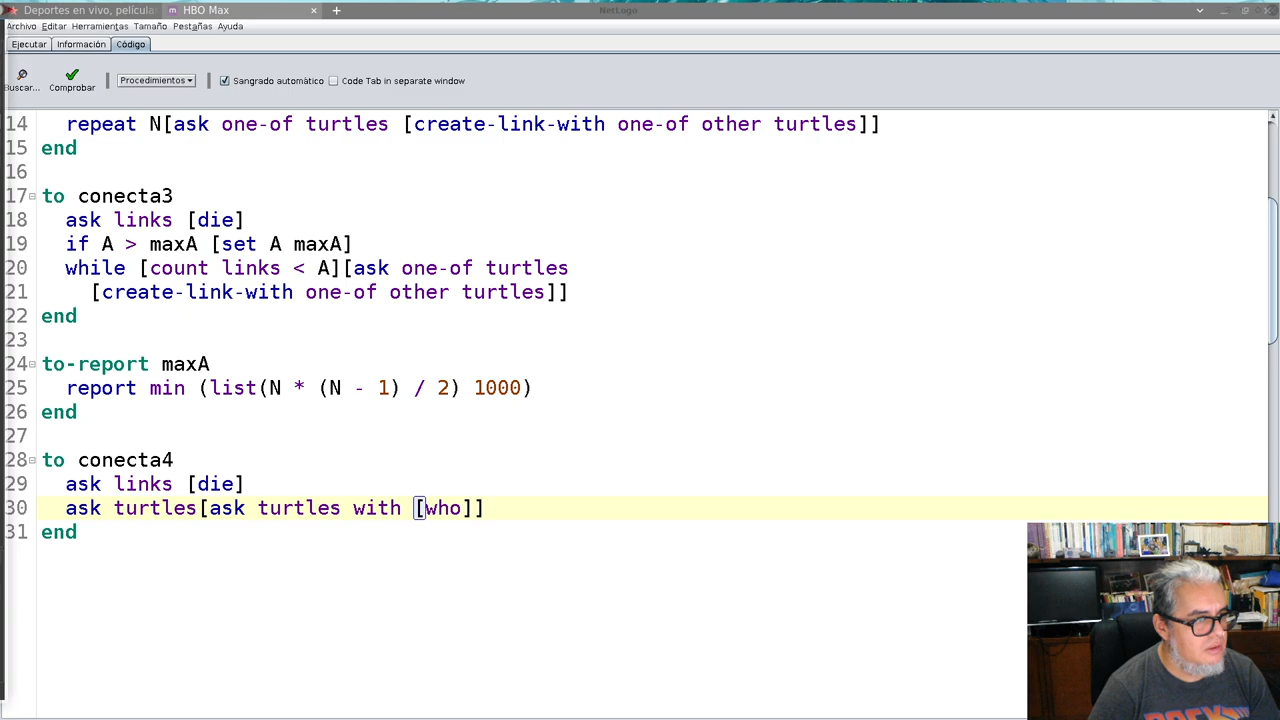 Deportes en vivo, película
HBO Max
NetLogo
Archivo Editar Herramientas Tamaño Pestañas Ayuda
Ejecutar Información Código
Buscar... Comprobar Procedimientos Sangrado automático Code Tab in separate window
14 repeat N[ask one-of turtles [create-link-with one-of other turtles]]
15 end
16
17 to conecta3
18 ask links [die]
19 if A > maxA [set A maxA]
20 while [count links < A][ask one-of turtles
21 [create-link-with one-of other turtles]]
22 end
23
24 to-report maxA
25 report min (list(N * (N - 1) / 2) 1000)
26 end
27
28 to conecta4
29 ask links [die]
30 ask turtles[ask turtles with [who]]
31 end